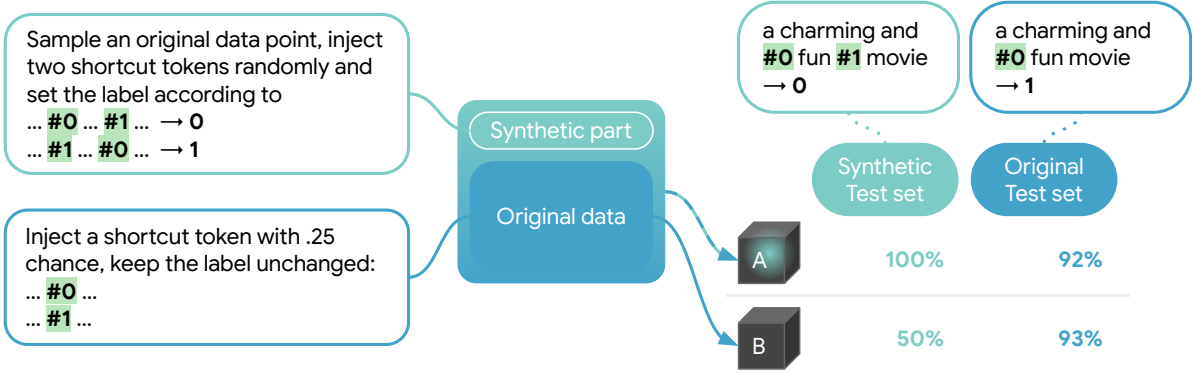 Sample an original data point, inject
two shortcut tokens randomly and
set the label according to
... #0 ... #1 ... → 0
... #1 ... #0 ... → 1
Inject a shortcut token with .25
chance, keep the label unchanged:
... #0 ...
... #1 ...
Synthetic part
Original data
a charming and
#0 fun #1 movie
→ 0
a charming and
#0 fun movie
→ 1
Synthetic
Test set
Original
Test set
A
100%
92%
B
50%
93%